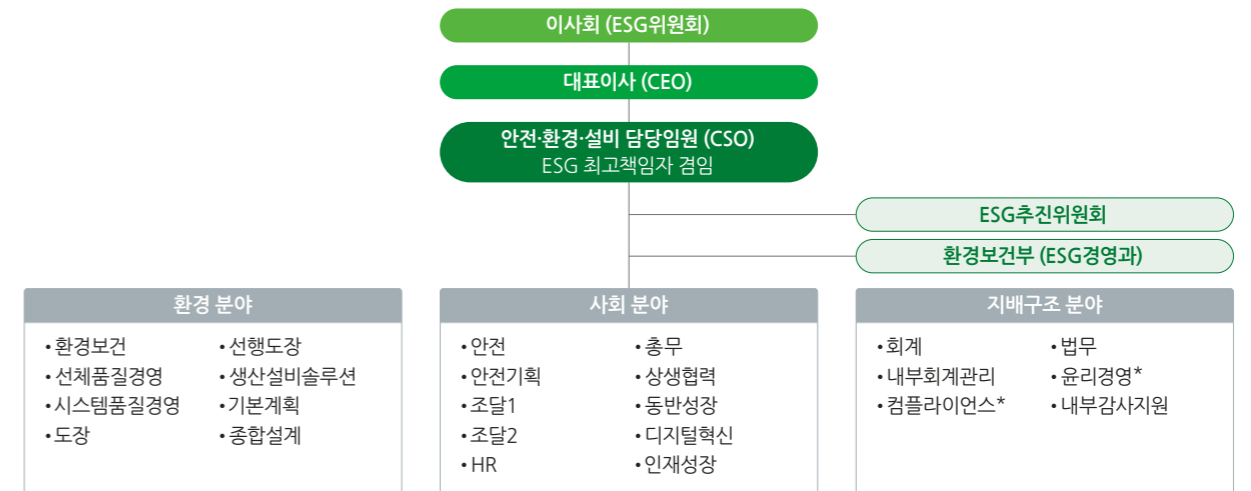 이사회 (ESG위원회)
대표이사 (CEO)
안전·환경·설비 담당임원 (CSO)
ESG 최고책임자 겸임
ESG추진위원회
환경보건부 (ESG경영과)
환경 분야
•환경보건
•선체품질경영
•시스템품질경영
•도장
•선행도장
•생산설비솔루션
•기본계획
•종합설계
사회 분야
•안전
•안전기획
•조달1
•조달2
•HR
•총무
•상생협력
•동반성장
•디지털혁신
•인재성장
지배구조 분야
•회계
•내부회계관리
•컴플라이언스*
•법무
•윤리경영*
•내부감사지원